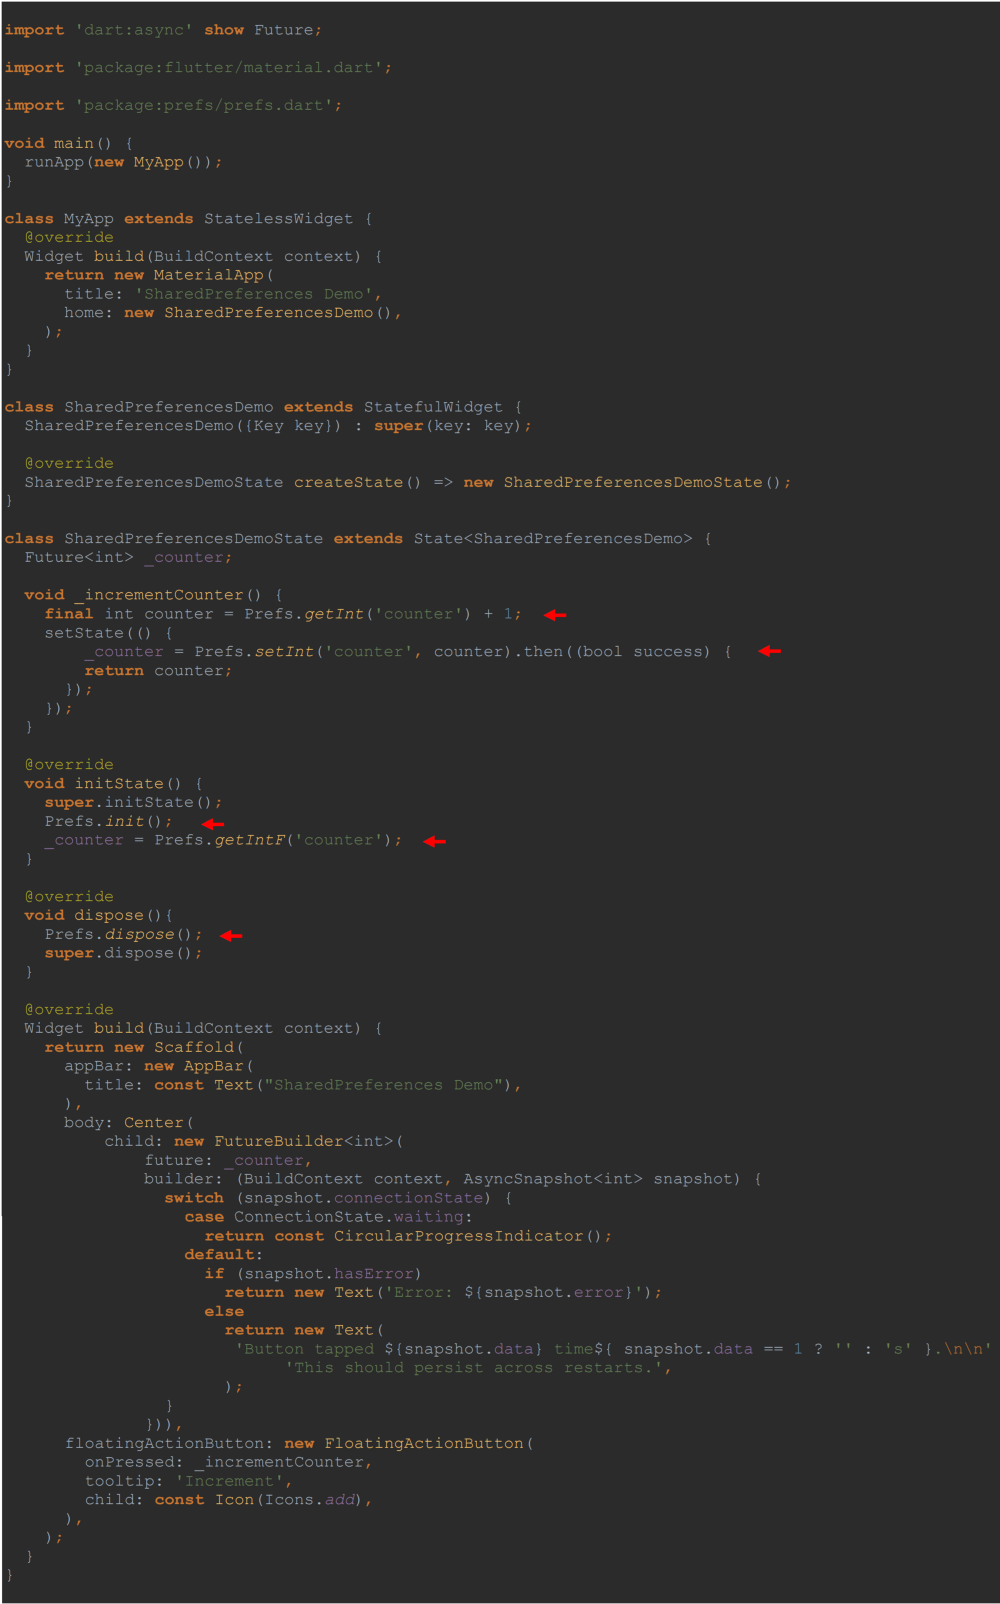 import 'dart:async' show Future;
import 'package:flutter/material.dart';
import 'package:prefs/prefs.dart';
void main() {
  runApp(new MyApp());
}
class MyApp extends StatelessWidget {
  @override
  Widget build(BuildContext context) {
    return new MaterialApp(
      title: 'SharedPreferences Demo',
      home: new SharedPreferencesDemo(),
    );
  }
}
class SharedPreferencesDemo extends StatefulWidget {
  SharedPreferencesDemo({Key key}) : super(key: key);
  @override
  SharedPreferencesDemoState createState() => new SharedPreferencesDemoState();
}
class SharedPreferencesDemoState extends State<SharedPreferencesDemo> {
  Future<int> _counter;
  void _incrementCounter() {
    final int counter = Prefs.getInt('counter') + 1;
    setState(() {
        _counter = Prefs.setInt('counter', counter).then((bool success) {
        return counter;
      });
    });
  }
  @override
  void initState() {
    super.initState();
    Prefs.init();
    _counter = Prefs.getIntF('counter');
  }
  @override
  void dispose(){
    Prefs.dispose();
    super.dispose();
  }
  @override
  Widget build(BuildContext context) {
    return new Scaffold(
      appBar: new AppBar(
        title: const Text("SharedPreferences Demo"),
      ),
      body: Center(
          child: new FutureBuilder<int>(
              future: _counter,
              builder: (BuildContext context, AsyncSnapshot<int> snapshot) {
                switch (snapshot.connectionState) {
                  case ConnectionState.waiting:
                    return const CircularProgressIndicator();
                  default:
                    if (snapshot.hasError)
                      return new Text('Error: ${snapshot.error}');
                    else
                      return new Text(
                       'Button tapped ${snapshot.data} time${ snapshot.data == 1 ? '' : 's' }.\n\n'
                            'This should persist across restarts.',
                      );
                }
              })),
      floatingActionButton: new FloatingActionButton(
        onPressed: _incrementCounter,
        tooltip: 'Increment',
        child: const Icon(Icons.add),
      ),
    );
  }
}